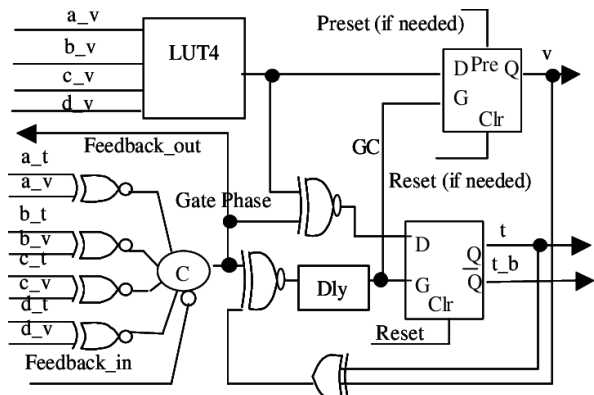 a_v
b_v
c_v
d_v
LUT4
Preset (if needed)
D Pre Q
G
Clr
v
Feedback_out
GC
Reset (if needed)
a_t
a_v
b_t
b_v
c_t
c_v
d_t
d_v
Gate Phase
C
Dly
D
Q
G
Q
Clr
t
t_b
Reset
Feedback_in